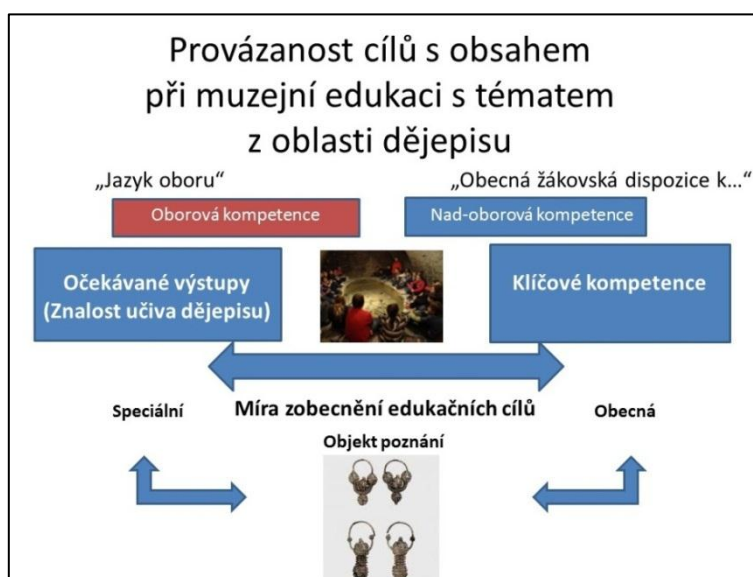 Provázanost cílů s obsahem
při muzejní edukaci s tématem
z oblasti dějepisu
„Jazyk oboru“
„Obecná žákovská dispozice k...“
Oborová kompetence
Nad-oborová kompetence
Očekávané výstupy
(Znalost učiva dějepisu)
Klíčové kompetence
Speciální
Míra zobecnění edukačních cílů
Obecná
Objekt poznání